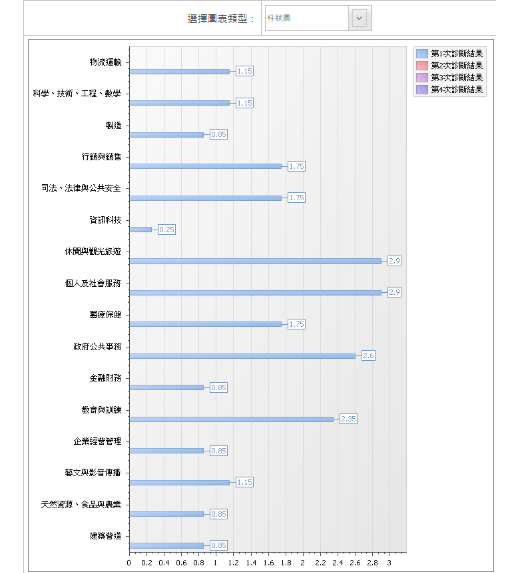 選擇圖表類型：
柱狀圖
第1次診斷結果
第2次診斷結果
第3次診斷結果
第4次診斷結果
物流運輸
1.15
科學、技術、工程、數學
1.15
製造
0.85
行銷與銷售
1.75
司法、法律與公共安全
1.75
資訊科技
0.25
休閒與觀光旅遊
2.9
個人及社會服務
2.9
醫療保健
1.75
政府公共事務
2.6
金融財務
0.85
教育與訓練
2.35
企業經營管理
0.85
藝文與影音傳播
1.15
天然資源、食品與農業
0.85
建築營造
0.85
0 0.2 0.4 0.6 0.8 1 1.2 1.4 1.6 1.8 2 2.2 2.4 2.6 2.8 3